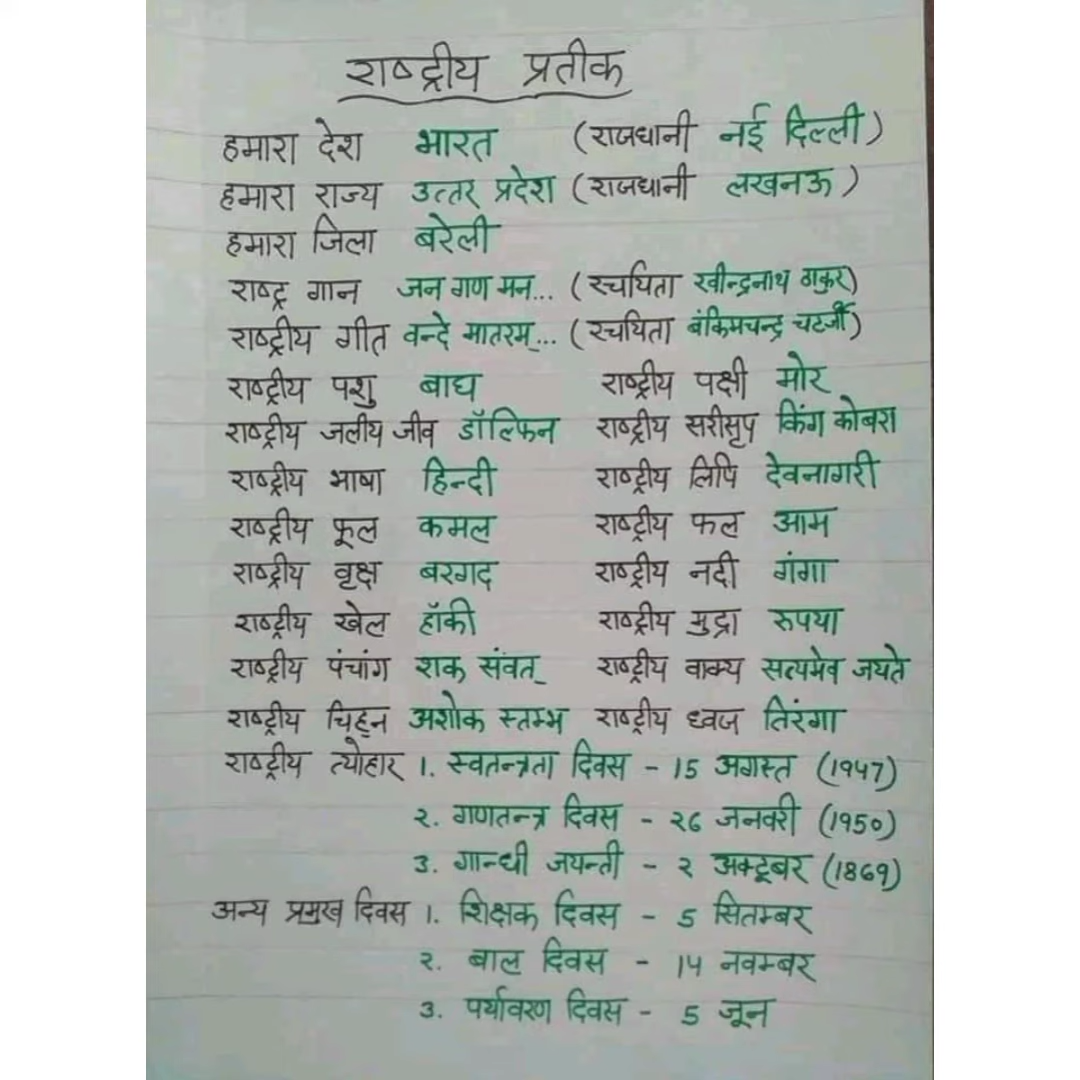 राष्ट्रीय प्रतीक
हमारा देश भारत (राजधानी नई दिल्ली)
हमारा राज्य उत्तर प्रदेश (राजधानी लखनऊ)
हमारा जिला बरेली
राष्ट्र गान जन गण मन... (रचयिता रवीन्द्रनाथ ठाकुर)
राष्ट्रीय गीत वन्दे मातरम्... (रचयिता बंकिमचन्द्र चटर्जी)
राष्ट्रीय पशु बाघ राष्ट्रीय पक्षी मोर
राष्ट्रीय जलीय जीव डॉल्फिन राष्ट्रीय सरीसृप किंग कोबरा
राष्ट्रीय भाषा हिन्दी राष्ट्रीय लिपि देवनागरी
राष्ट्रीय फूल कमल राष्ट्रीय फल आम
राष्ट्रीय वृक्ष बरगद राष्ट्रीय नदी गंगा
राष्ट्रीय खेल हॉकी राष्ट्रीय मुद्रा रुपया
राष्ट्रीय पंचांग शक संवत् राष्ट्रीय वाक्य सत्यमेव जयते
राष्ट्रीय चिह्न अशोक स्तम्भ राष्ट्रीय ध्वज तिरंगा
राष्ट्रीय त्योहार 1. स्वतन्त्रता दिवस - 15 अगस्त (1947)
२. गणतन्त्र दिवस - २6 जनवरी (1950)
3. गान्धी जयन्ती - २ अक्टूबर (1869)
अन्य प्रमुख दिवस 1. शिक्षक दिवस - 5 सितम्बर
२. बाल दिवस - 14 नवम्बर
3. पर्यावरण दिवस - 5 जून